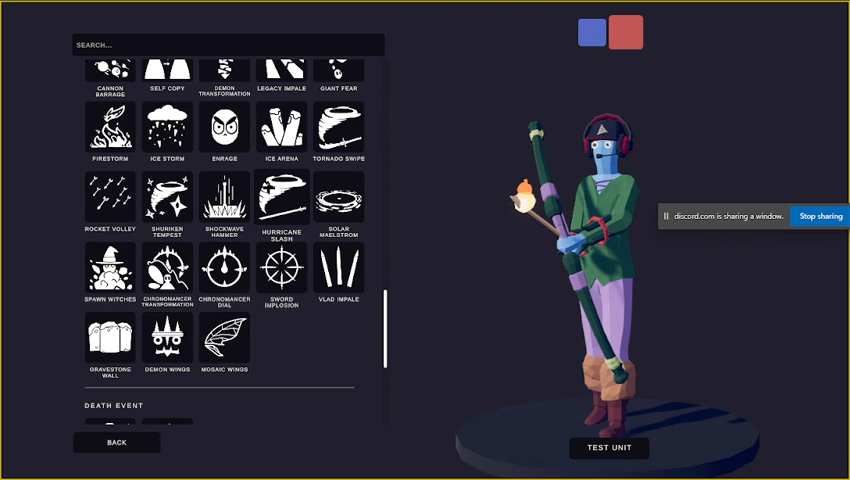 SEARCH...
CANNON
BARRAGE
SELF COPY
DEMON
TRANSFORMATION
LEGACY IMPALE
GIANT FEAR
FIRESTORM
ICE STORM
ENRAGE
ICE ARENA
TORNADO SWIPE
ROCKET VOLLEY
SHURIKEN
TEMPEST
SHOCKWAVE
HAMMER
HURRICANE
SLASH
SOLAR
MAELSTROM
discord.com is sharing a window.
Stop sharing
SPAWN WITCHES
CHRONOMANCER
TRANSFORMATION
CHRONOMANCER
DIAL
SWORD
IMPLOSION
VLAD IMPALE
GRAVESTONE
WALL
DEMON WINGS
MOSAIC WINGS
DEATH EVENT
BACK
TEST UNIT